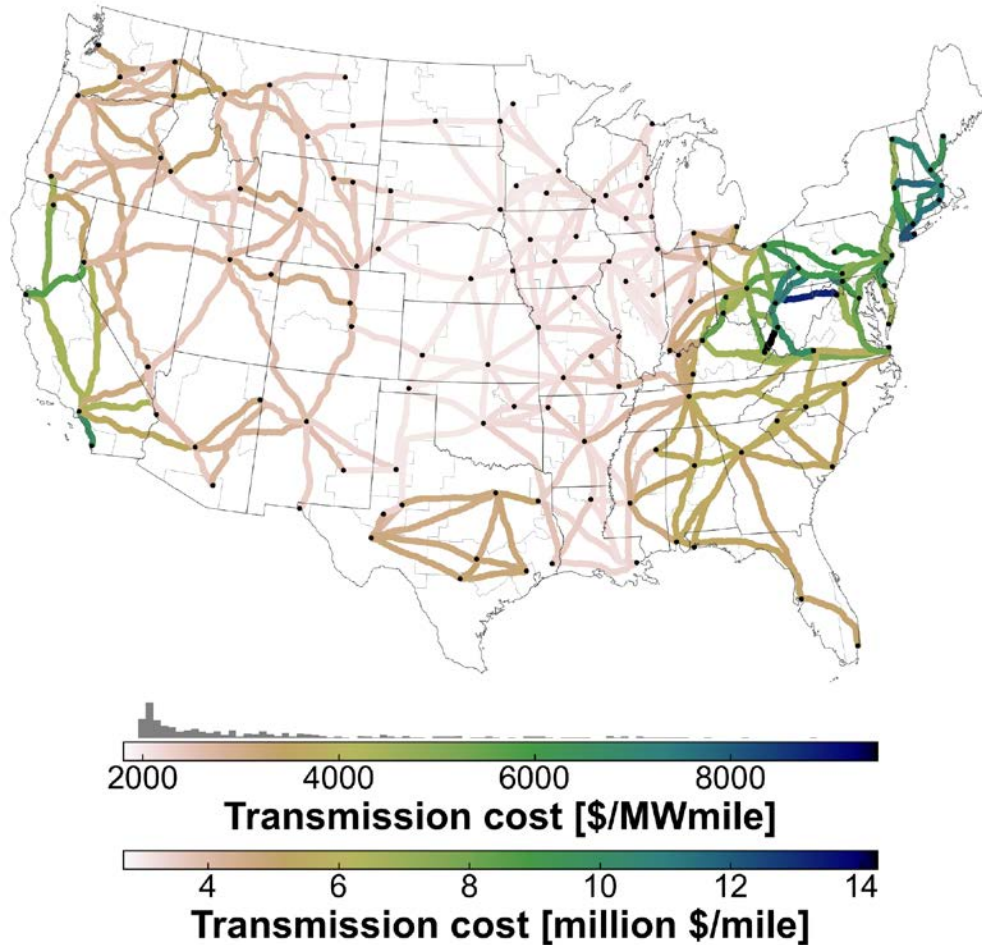 2000 4000 6000 8000
Transmission cost [$/MWmile]
4 6 8 10 12 14
Transmission cost [million $/mile]